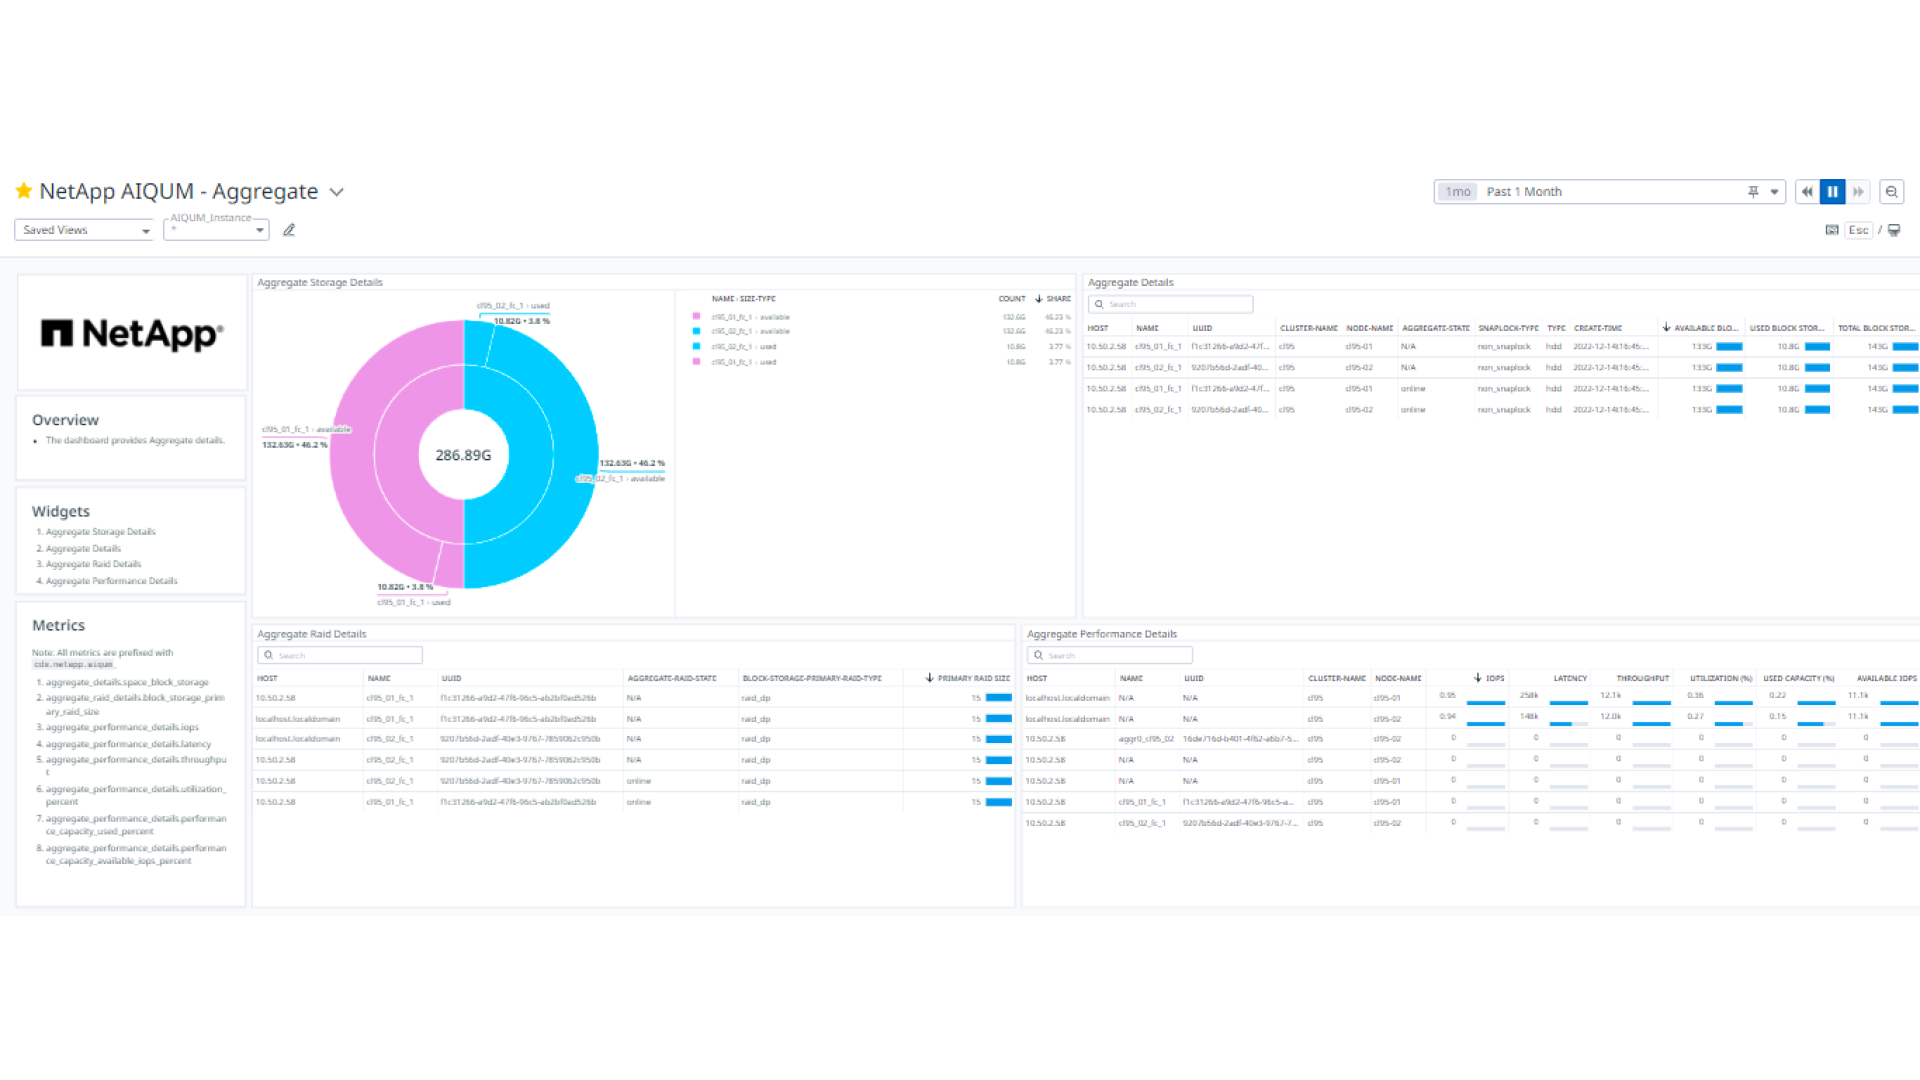 NetApp AIQUM - Aggregate
1mo Past 1 Month
Saved Views
AIQUM_Instance
*
Esc /
NetApp®
Overview
• The dashboard provides Aggregate details.
Widgets
1. Aggregate Storage Details
2. Aggregate Details
3. Aggregate Raid Details
4. Aggregate Performance Details
Metrics
Note: All metrics are prefixed with
cdx.netapp.aiqum.
1. aggregate_details.space_block_storage
2. aggregate_raid_details.block_storage_prim
ary_raid_size
3. aggregate_performance_details.iops
4. aggregate_performance_details.latency
5. aggregate_performance_details.throughpu
t
6. aggregate_performance_details.utilization_
percent
7. aggregate_performance_details.performan
ce_capacity_used_percent
8. aggregate_performance_details.performan
ce_capacity_available_iops_percent
Aggregate Storage Details
cl95_02_fc_1 › used
10.82G • 3.8 %
cl95_01_fc_1 › available
132.63G • 46.2 %
286.89G
132.63G • 46.2 %
cl95_02_fc_1 › available
10.82G • 3.8 %
cl95_01_fc_1 › used
NAME › SIZE-TYPE COUNT SHARE
cl95_01_fc_1 › available 132.6G 46.23 %
cl95_02_fc_1 › available 132.6G 46.23 %
cl95_02_fc_1 › used 10.8G 3.77 %
cl95_01_fc_1 › used 10.8G 3.77 %
Aggregate Details
Search
HOST NAME UUID CLUSTER-NAME NODE-NAME AGGREGATE-STATE SNAPLOCK-TYPE TYPE CREATE-TIME AVAILABLE BLO... USED BLOCK STOR... TOTAL BLOCK STOR...
10.50.2.58 cl95_01_fc_1 f1c31266-a9d2-47f... cl95 cl95-01 N/A non_snaplock hdd 2022-12-14t16:45:... 133G 10.8G 143G
10.50.2.58 cl95_02_fc_1 9207b56d-2adf-40... cl95 cl95-02 N/A non_snaplock hdd 2022-12-14t16:45:... 133G 10.8G 143G
10.50.2.58 cl95_01_fc_1 f1c31266-a9d2-47f... cl95 cl95-01 online non_snaplock hdd 2022-12-14t16:45:... 133G 10.8G 143G
10.50.2.58 cl95_02_fc_1 9207b56d-2adf-40... cl95 cl95-02 online non_snaplock hdd 2022-12-14t16:45:... 133G 10.8G 143G
Aggregate Raid Details
Search
HOST NAME UUID AGGREGATE-RAID-STATE BLOCK-STORAGE-PRIMARY-RAID-TYPE PRIMARY RAID SIZE
10.50.2.58 cl95_01_fc_1 f1c31266-a9d2-47f6-96c5-ab2bf0ad526b N/A raid_dp 15
localhost.localdomain cl95_01_fc_1 f1c31266-a9d2-47f6-96c5-ab2bf0ad526b N/A raid_dp 15
localhost.localdomain cl95_02_fc_1 9207b56d-2adf-40e3-9767-7859062c950b N/A raid_dp 15
10.50.2.58 cl95_02_fc_1 9207b56d-2adf-40e3-9767-7859062c950b N/A raid_dp 15
10.50.2.58 cl95_02_fc_1 9207b56d-2adf-40e3-9767-7859062c950b online raid_dp 15
10.50.2.58 cl95_01_fc_1 f1c31266-a9d2-47f6-96c5-ab2bf0ad526b online raid_dp 15
Aggregate Performance Details
Search
HOST NAME UUID CLUSTER-NAME NODE-NAME IOPS LATENCY THROUGHPUT UTILIZATION (%) USED CAPACITY (%) AVAILABLE IOPS
localhost.localdomain N/A N/A cl95 cl95-01 0.95 258k 12.1k 0.36 0.22 11.1k
localhost.localdomain N/A N/A cl95 cl95-02 0.94 148k 12.0k 0.27 0.15 11.1k
10.50.2.58 aggr0_cl95_02 16de716d-b401-4f62-a6b7-5... cl95 cl95-02 0 0 0 0 0 0
10.50.2.58 N/A N/A cl95 cl95-02 0 0 0 0 0 0
10.50.2.58 N/A N/A cl95 cl95-01 0 0 0 0 0 0
10.50.2.58 cl95_01_fc_1 f1c31266-a9d2-47f6-96c5-a... cl95 cl95-01 0 0 0 0 0 0
10.50.2.58 cl95_02_fc_1 9207b56d-2adf-40e3-9767-7... cl95 cl95-02 0 0 0 0 0 0